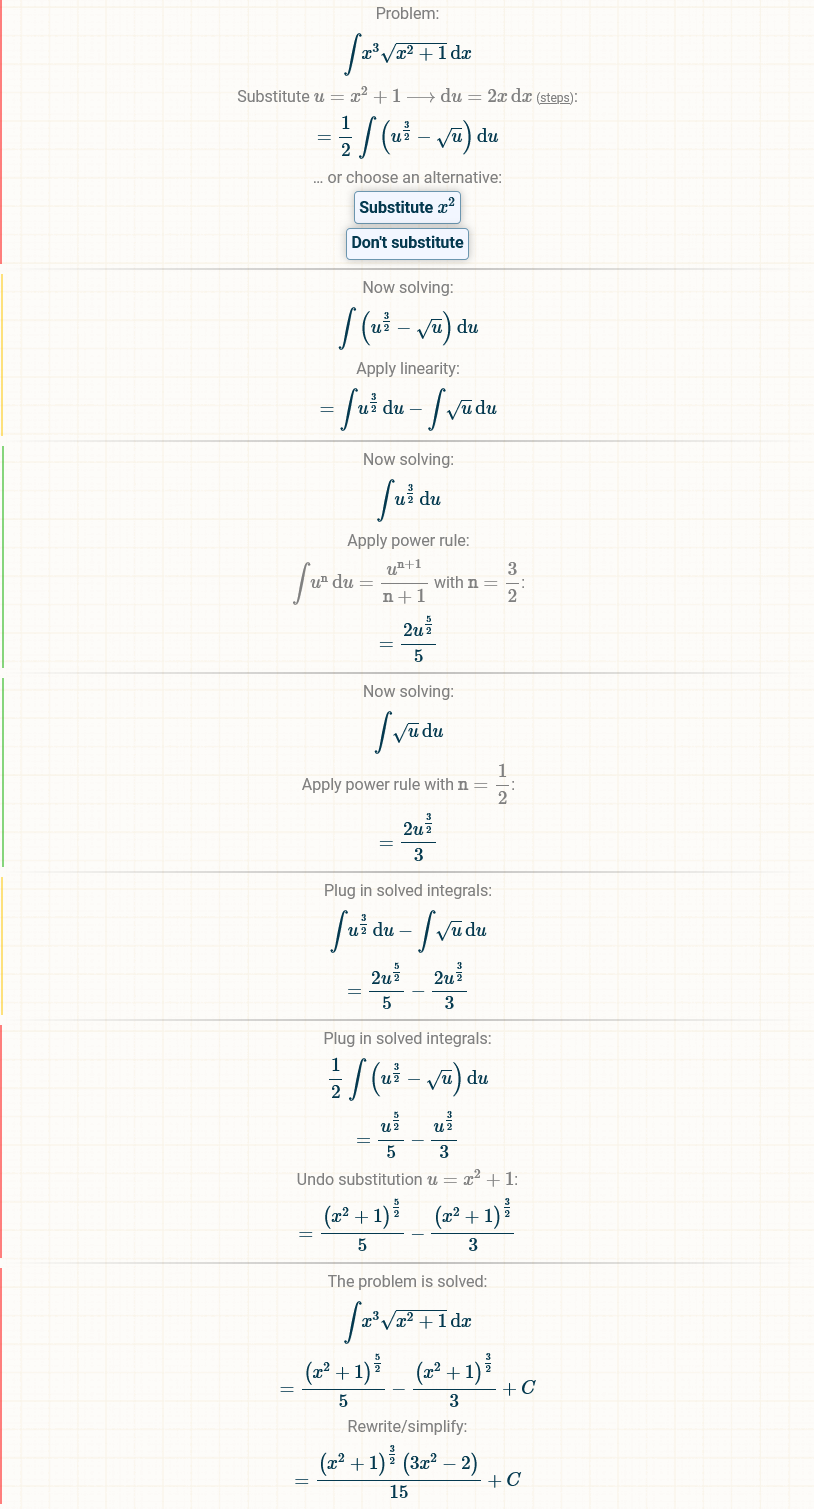 Problem:
∫ x³√(x² + 1) dx
Substitute u = x² + 1 ⟶ du = 2x dx (steps):
= 1/2 ∫ (u^(3/2) − √u) du
… or choose an alternative:
Substitute x²
Don't substitute
Now solving:
∫ (u^(3/2) − √u) du
Apply linearity:
= ∫ u^(3/2) du − ∫ √u du
Now solving:
∫ u^(3/2) du
Apply power rule:
∫ uⁿ du = u^(n+1)/(n + 1) with n = 3/2:
= 2u^(5/2)/5
Now solving:
∫ √u du
Apply power rule with n = 1/2:
= 2u^(3/2)/3
Plug in solved integrals:
∫ u^(3/2) du − ∫ √u du
= 2u^(5/2)/5 − 2u^(3/2)/3
Plug in solved integrals:
1/2 ∫ (u^(3/2) − √u) du
= u^(5/2)/5 − u^(3/2)/3
Undo substitution u = x² + 1:
= (x² + 1)^(5/2)/5 − (x² + 1)^(3/2)/3
The problem is solved:
∫ x³√(x² + 1) dx
= (x² + 1)^(5/2)/5 − (x² + 1)^(3/2)/3 + C
Rewrite/simplify:
= (x² + 1)^(3/2) (3x² − 2)/15 + C